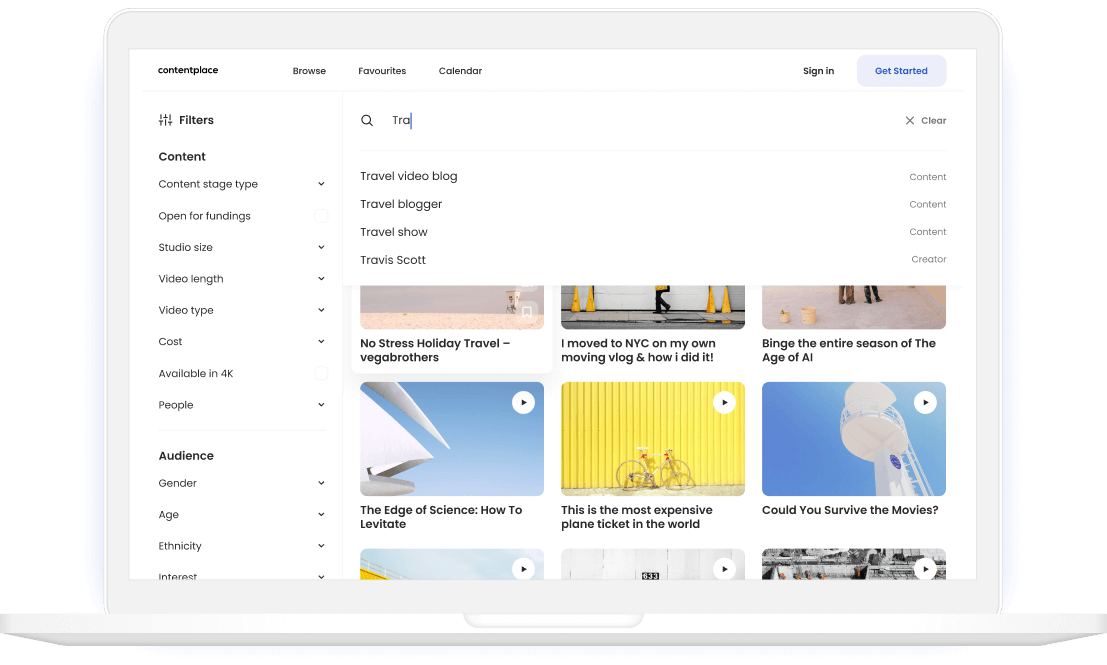 contentplace
Browse
Favourites
Calendar
Sign in
Get Started
Filters
Content
Content stage type
Open for fundings
Studio size
Video length
Video type
Cost
Available in 4K
People
Audience
Gender
Age
Ethnicity
Interest
Tra
Clear
Travel video blog
Content
Travel blogger
Content
Travel show
Content
Travis Scott
Creator
No Stress Holiday Travel –
vegabrothers
I moved to NYC on my own
moving vlog & how i did it!
Binge the entire season of The
Age of AI
The Edge of Science: How To
Levitate
This is the most expensive
plane ticket in the world
Could You Survive the Movies?
633